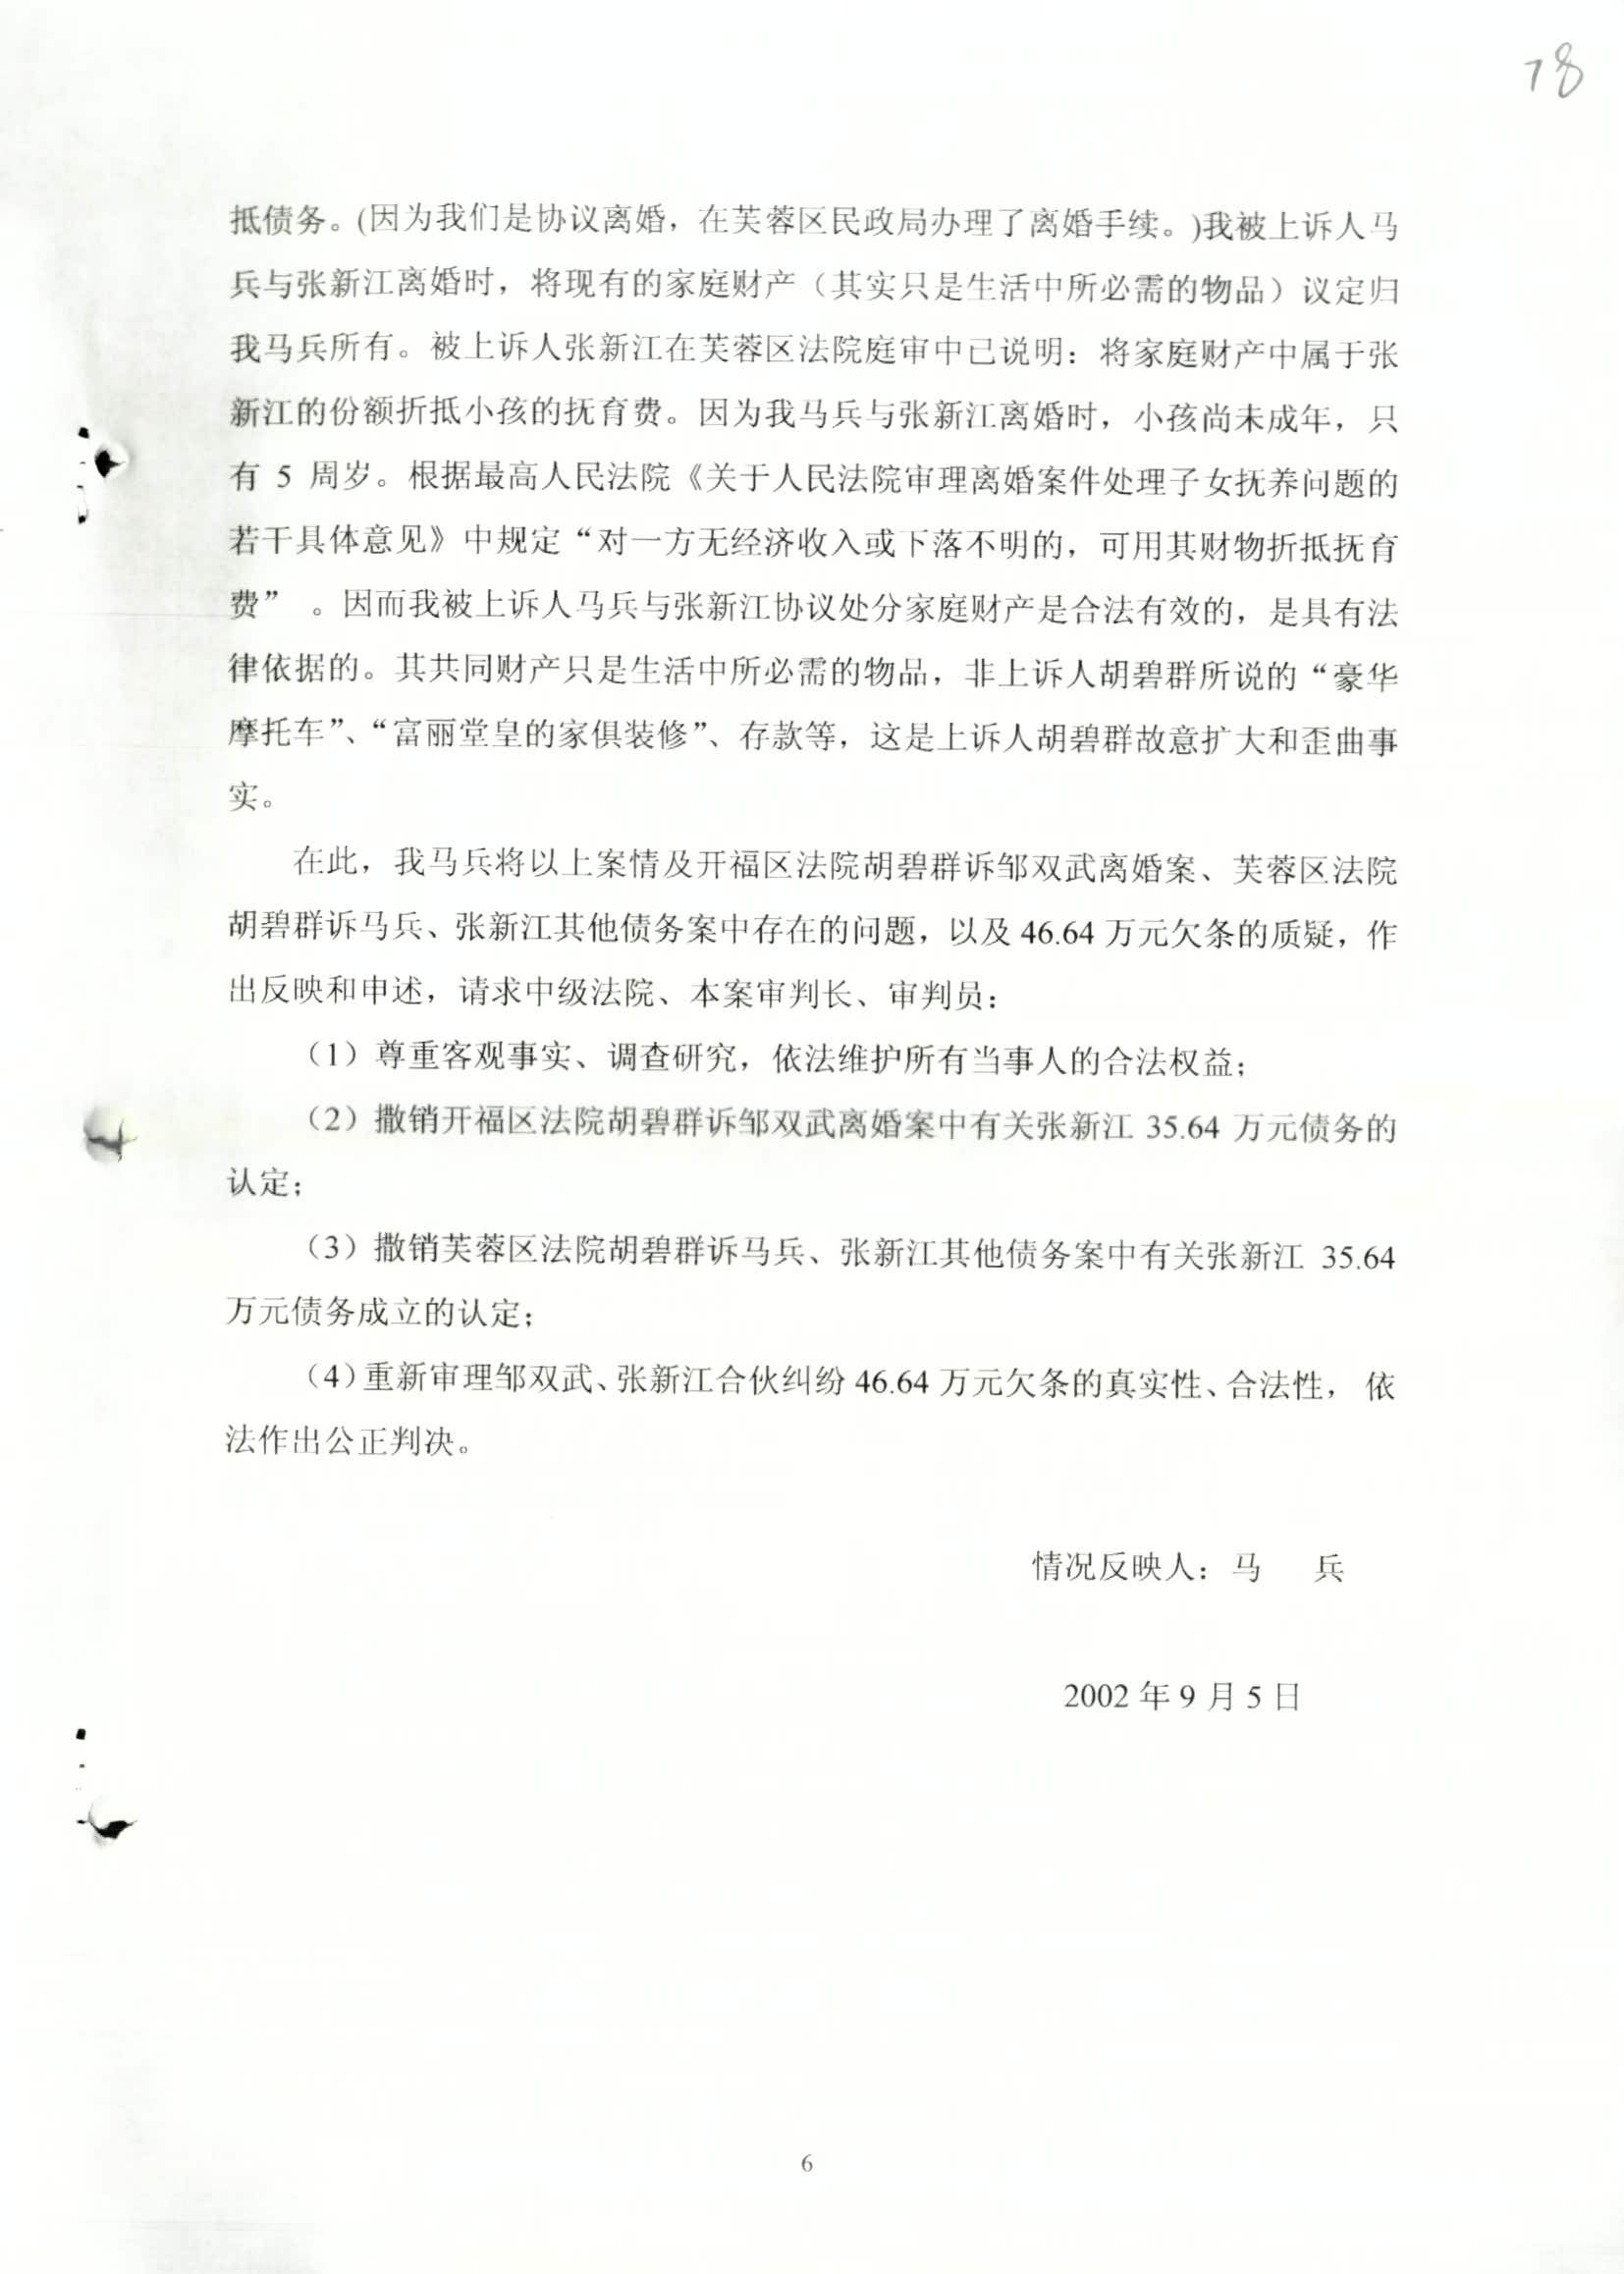 78
抵债务。(因为我们是协议离婚，在芙蓉区民政局办理了离婚手续。)我被上诉人马
兵与张新江离婚时，将现有的家庭财产（其实只是生活中所必需的物品）议定归
我马兵所有。被上诉人张新江在芙蓉区法院庭审中已说明：将家庭财产中属于张
新江的份额折抵小孩的抚育费。因为我马兵与张新江离婚时，小孩尚未成年，只
有 5 周岁。根据最高人民法院《关于人民法院审理离婚案件处理子女抚养问题的
若干具体意见》中规定“对一方无经济收入或下落不明的，可用其财物折抵抚育
费” 。因而我被上诉人马兵与张新江协议处分家庭财产是合法有效的，是具有法
律依据的。其共同财产只是生活中所必需的物品，非上诉人胡碧群所说的“豪华
摩托车”、“富丽堂皇的家俱装修”、存款等，这是上诉人胡碧群故意扩大和歪曲事
实。
在此，我马兵将以上案情及开福区法院胡碧群诉邹双武离婚案、芙蓉区法院
胡碧群诉马兵、张新江其他债务案中存在的问题，以及 46.64 万元欠条的质疑，作
出反映和申述，请求中级法院、本案审判长、审判员：
（1）尊重客观事实、调查研究，依法维护所有当事人的合法权益；
（2）撒销开福区法院胡碧群诉邹双武离婚案中有关张新江 35.64 万元债务的
认定；
（3）撒销芙蓉区法院胡碧群诉马兵、张新江其他债务案中有关张新江 35.64
万元债务成立的认定；
（4）重新审理邹双武、张新江合伙纠纷 46.64 万元欠条的真实性、合法性， 依
法作出公正判决。
情况反映人：马 兵
2002 年 9 月 5 日
6